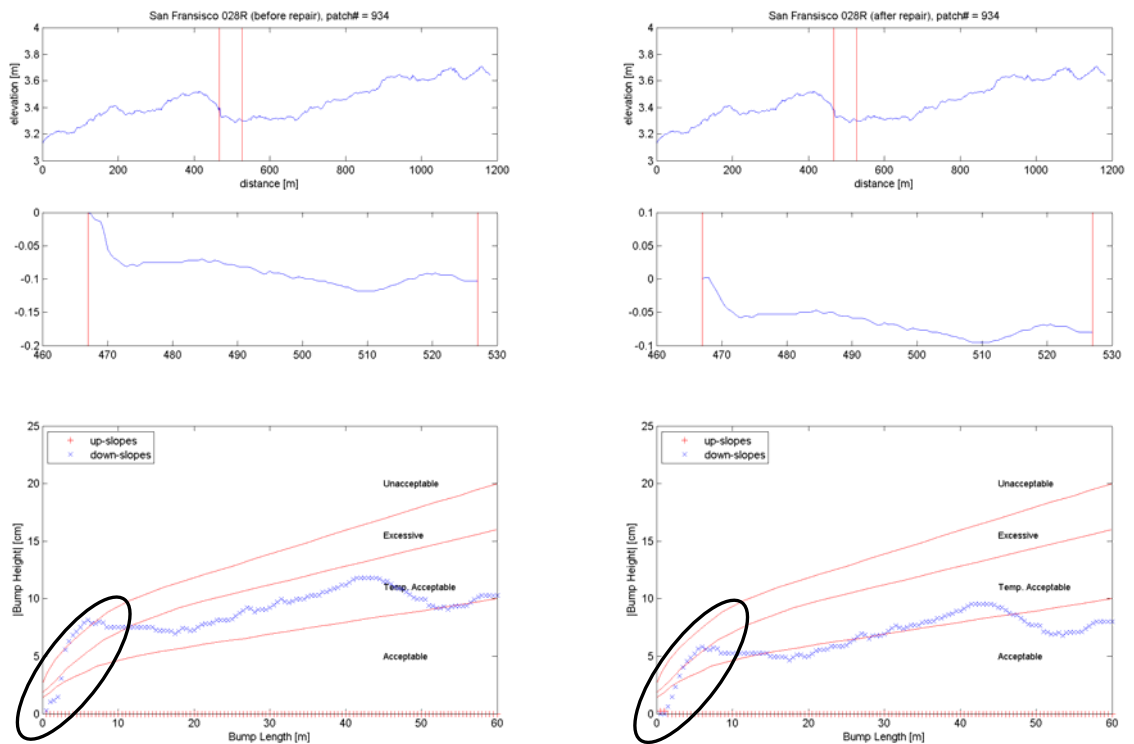 San Fransisco 028R (before repair), patch# = 934
4
3.8
3.6
3.4
3.2
3
elevation [m]
0 200 400 600 800 1000 1200
distance [m]
0
-0.05
-0.1
-0.15
-0.2
460 470 480 490 500 510 520 530
25
20
15
10
5
0
|Bump Height| [cm]
up-slopes
down-slopes
Unacceptable
Excessive
Temp. Acceptable
Acceptable
0 10 20 30 40 50 60
Bump Length [m]
San Fransisco 028R (after repair), patch# = 934
4
3.8
3.6
3.4
3.2
3
elevation [m]
0 200 400 600 800 1000 1200
distance [m]
0.1
0.05
0
-0.05
-0.1
460 470 480 490 500 510 520 530
25
20
15
10
5
0
|Bump Height| [cm]
up-slopes
down-slopes
Unacceptable
Excessive
Temp. Acceptable
Acceptable
0 10 20 30 40 50 60
Bump Length [m]